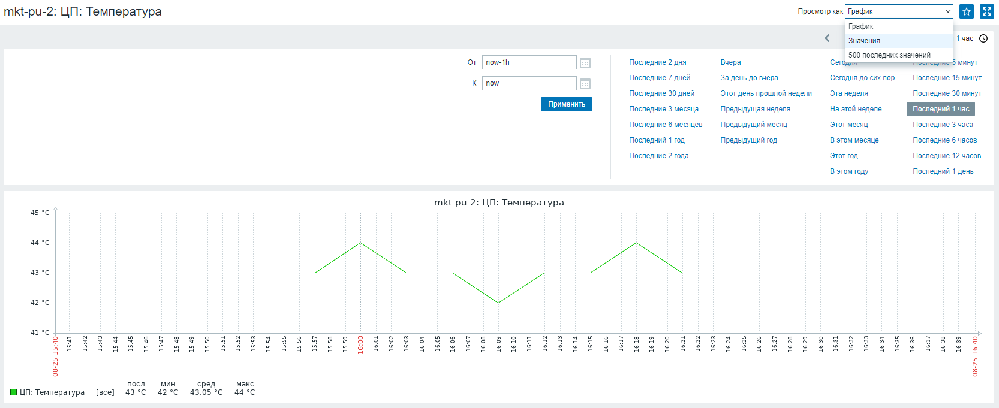 mkt-pu-2: ЦП: Температура
Просмотр как График
График
Значения
500 последних значений
1 час
От now-1h
К now
Применить
Последние 2 дня Вчера Сегодня Последние 5 минут
Последние 7 дней За день до вчера Сегодня до сих пор Последние 15 минут
Последние 30 дней Этот день прошлой недели Эта неделя Последние 30 минут
Последние 3 месяца Предыдущая неделя На этой неделе Последний 1 час
Последние 6 месяцев Предыдущий месяц Этот месяц Последние 3 часа
Последний 1 год Предыдущий год В этом месяце Последние 6 часов
Последние 2 года Этот год Последние 12 часов
В этом году Последний 1 день
mkt-pu-2: ЦП: Температура
45 °C
44 °C
43 °C
42 °C
41 °C
08-25 15:40 15:41 15:42 15:43 15:44 15:45 15:46 15:47 15:48 15:49 15:50 15:51 15:52 15:53 15:54 15:55 15:56 15:57 15:58 15:59 16:00 16:01 16:02 16:03 16:04 16:05 16:06 16:07 16:08 16:09 16:10 16:11 16:12 16:13 16:14 16:15 16:16 16:17 16:18 16:19 16:20 16:21 16:22 16:23 16:24 16:25 16:26 16:27 16:28 16:29 16:30 16:31 16:32 16:33 16:34 16:35 16:36 16:37 16:38 16:39 08-25 16:40
посл мин сред макс
ЦП: Температура [все] 43 °C 42 °C 43.05 °C 44 °C